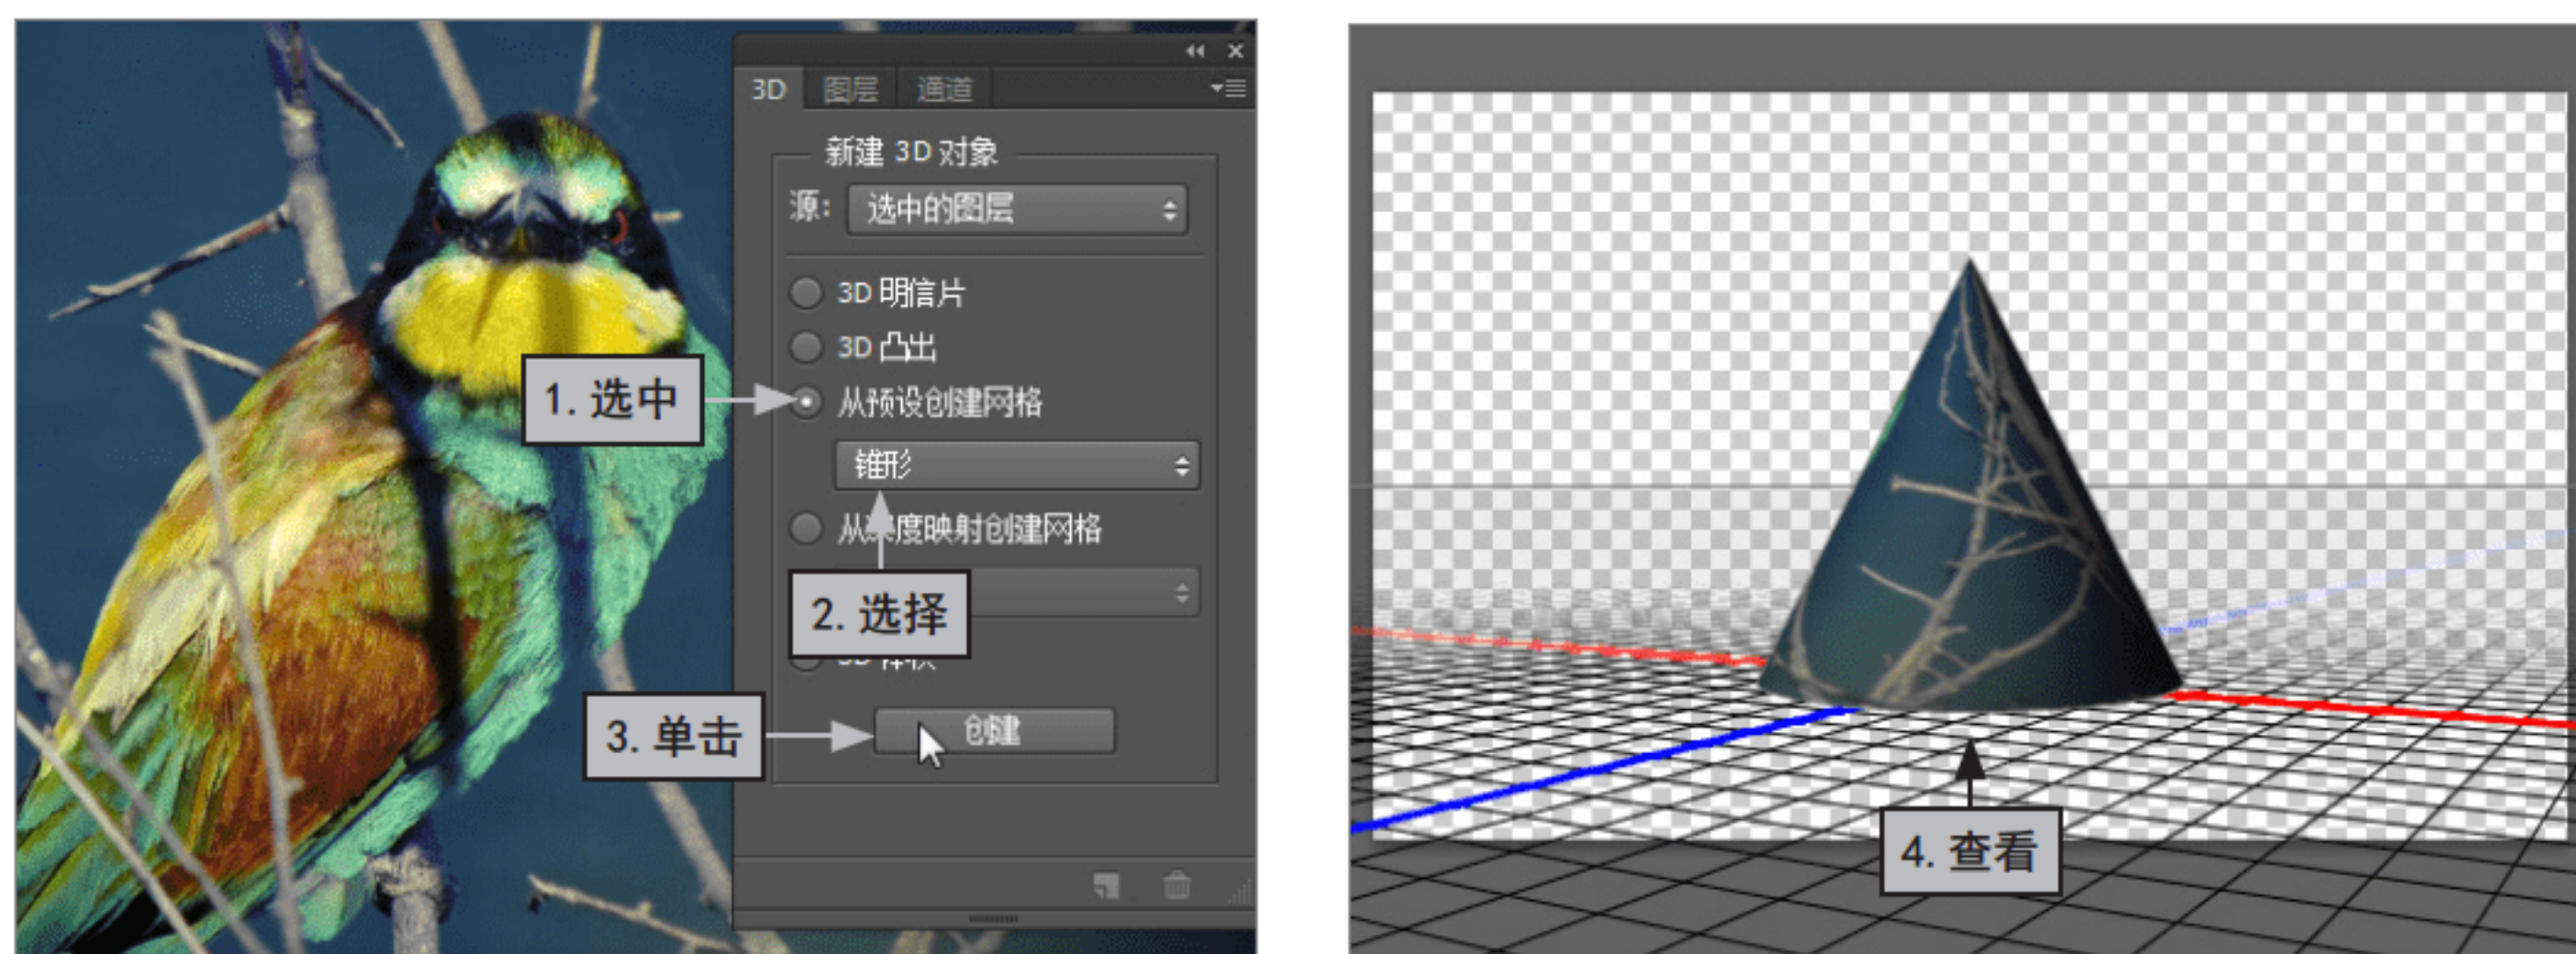 3D 图层 通道
新建 3D 对象
源: 选中的图层
3D 明信片
3D 凸出
1. 选中
从预设创建网格
锥形
度映射创建网格
2. 选择
3D
3. 单击
创建
4. 查看